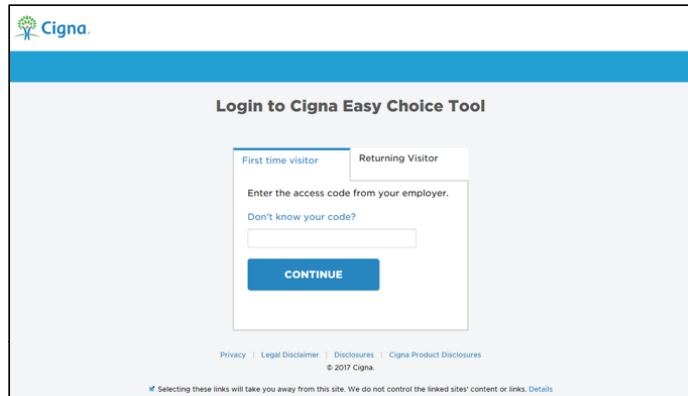 Cigna.
Login to Cigna Easy Choice Tool
First time visitor
Returning Visitor
Enter the access code from your employer.
Don't know your code?
CONTINUE
Privacy | Legal Disclaimer | Disclosures | Cigna Product Disclosures
© 2017 Cigna.
Selecting these links will take you away from this site. We do not control the linked sites' content or links. Details